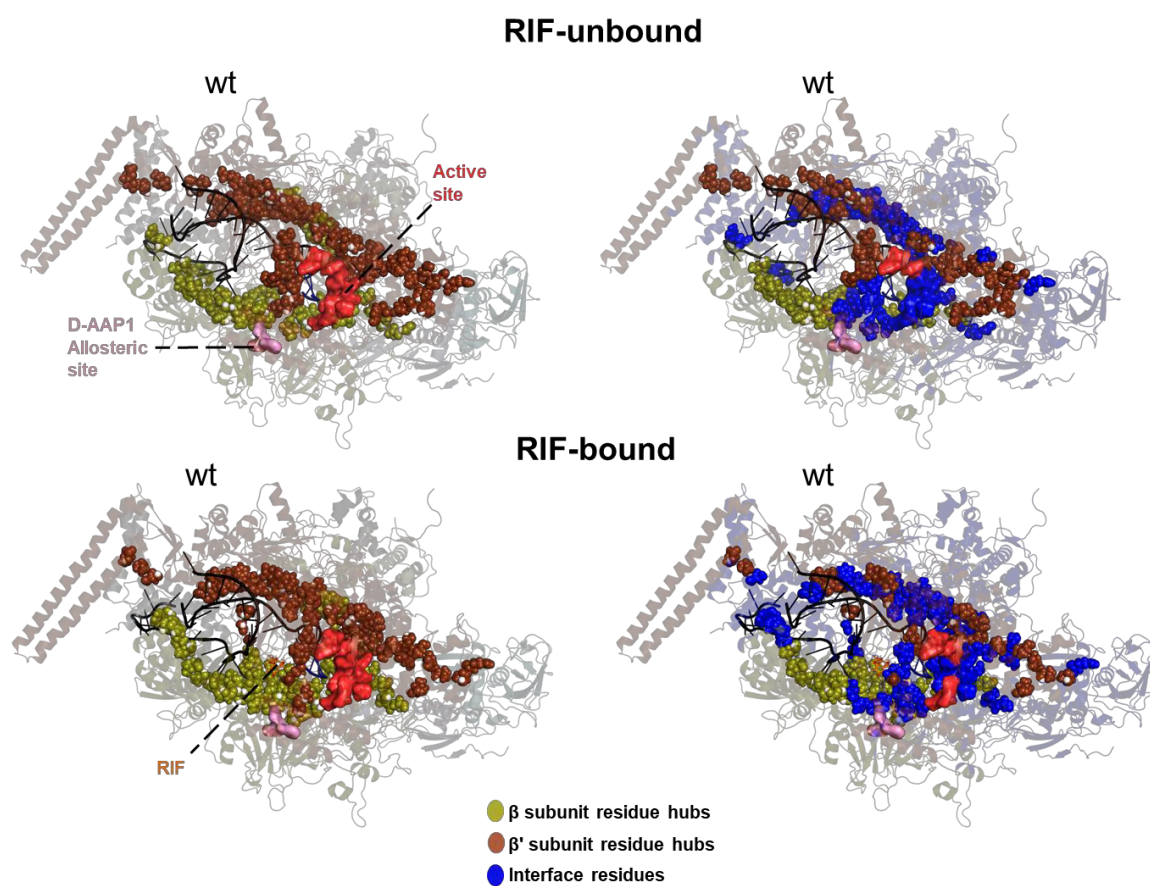 RIF-unbound
wt
wt
Active
site
D-AAP1
Allosteric
site
RIF-bound
wt
wt
RIF
β subunit residue hubs
β' subunit residue hubs
Interface residues